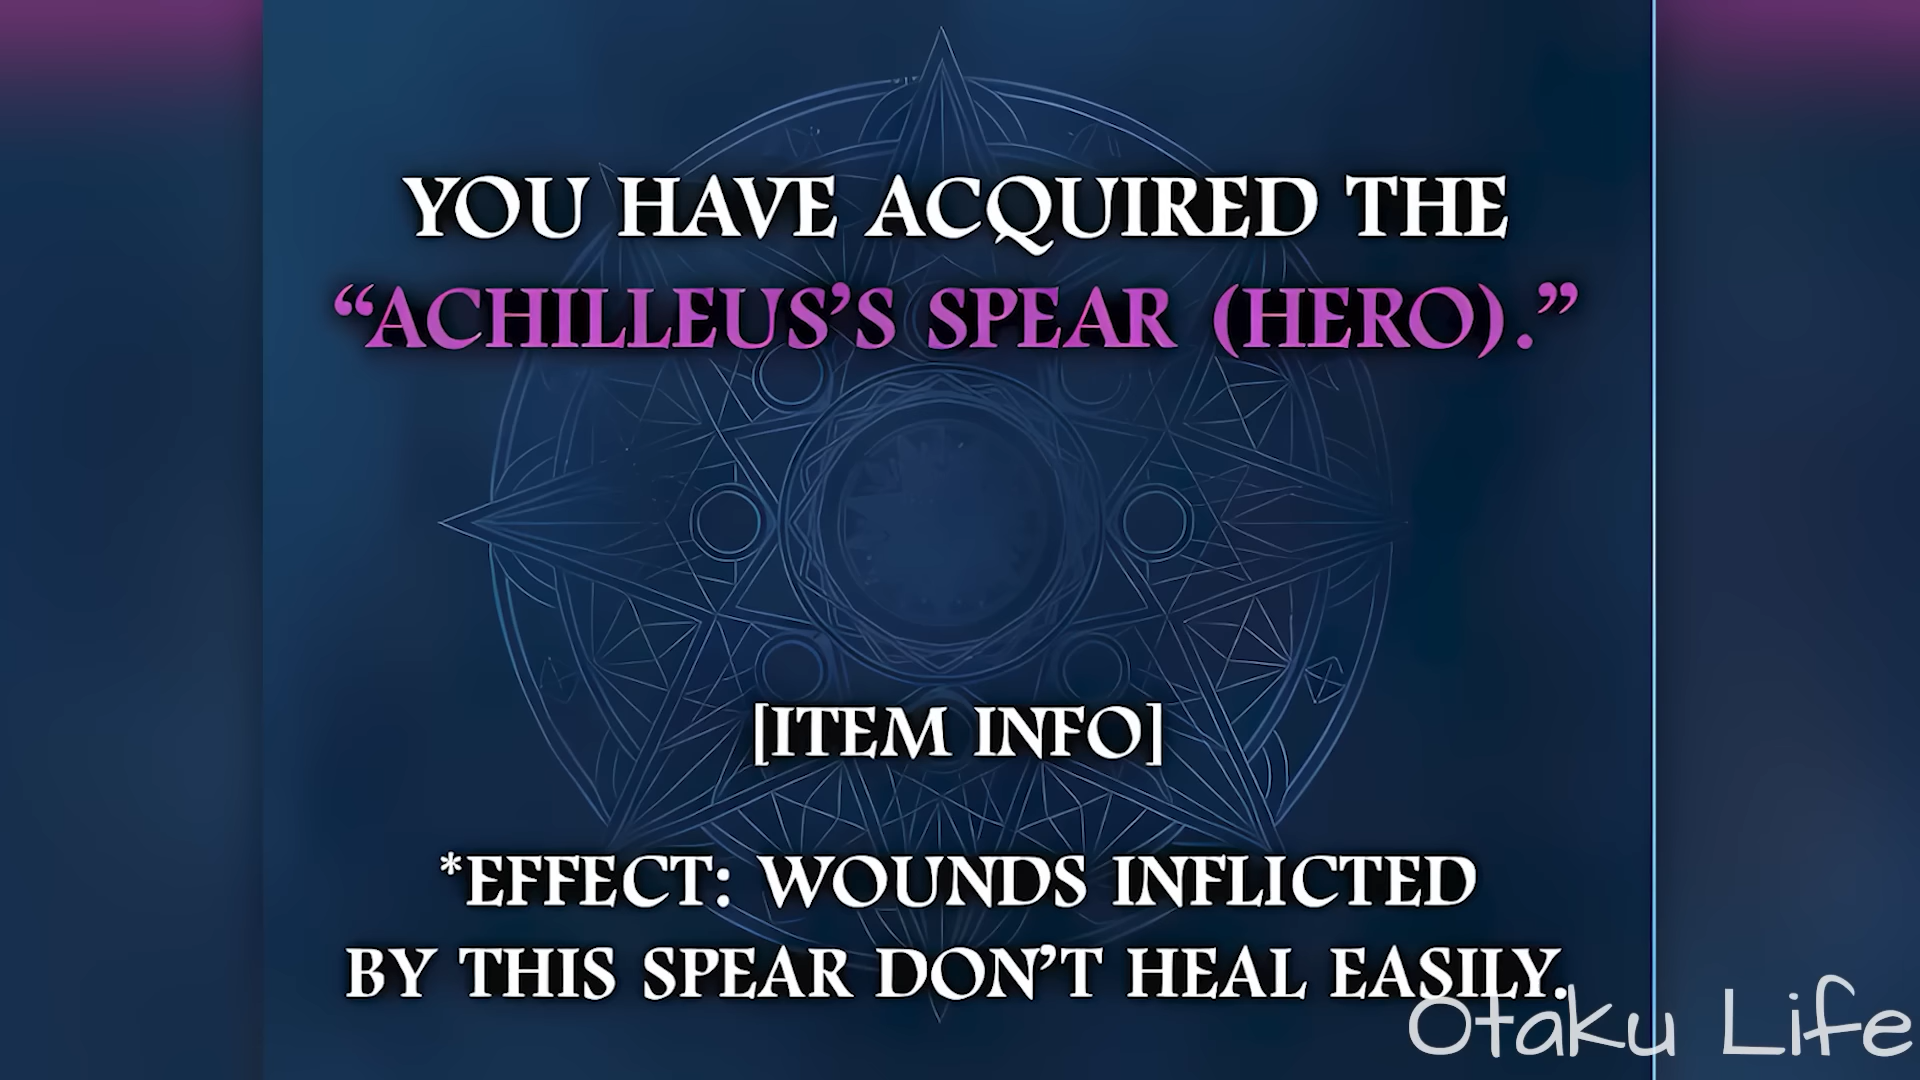 YOU HAVE ACQUIRED THE
“ACHILLEUS’S SPEAR (HERO).”
[ITEM INFO]
*EFFECT: WOUNDS INFLICTED
BY THIS SPEAR DON’T HEAL EASILY.
Otaku Life